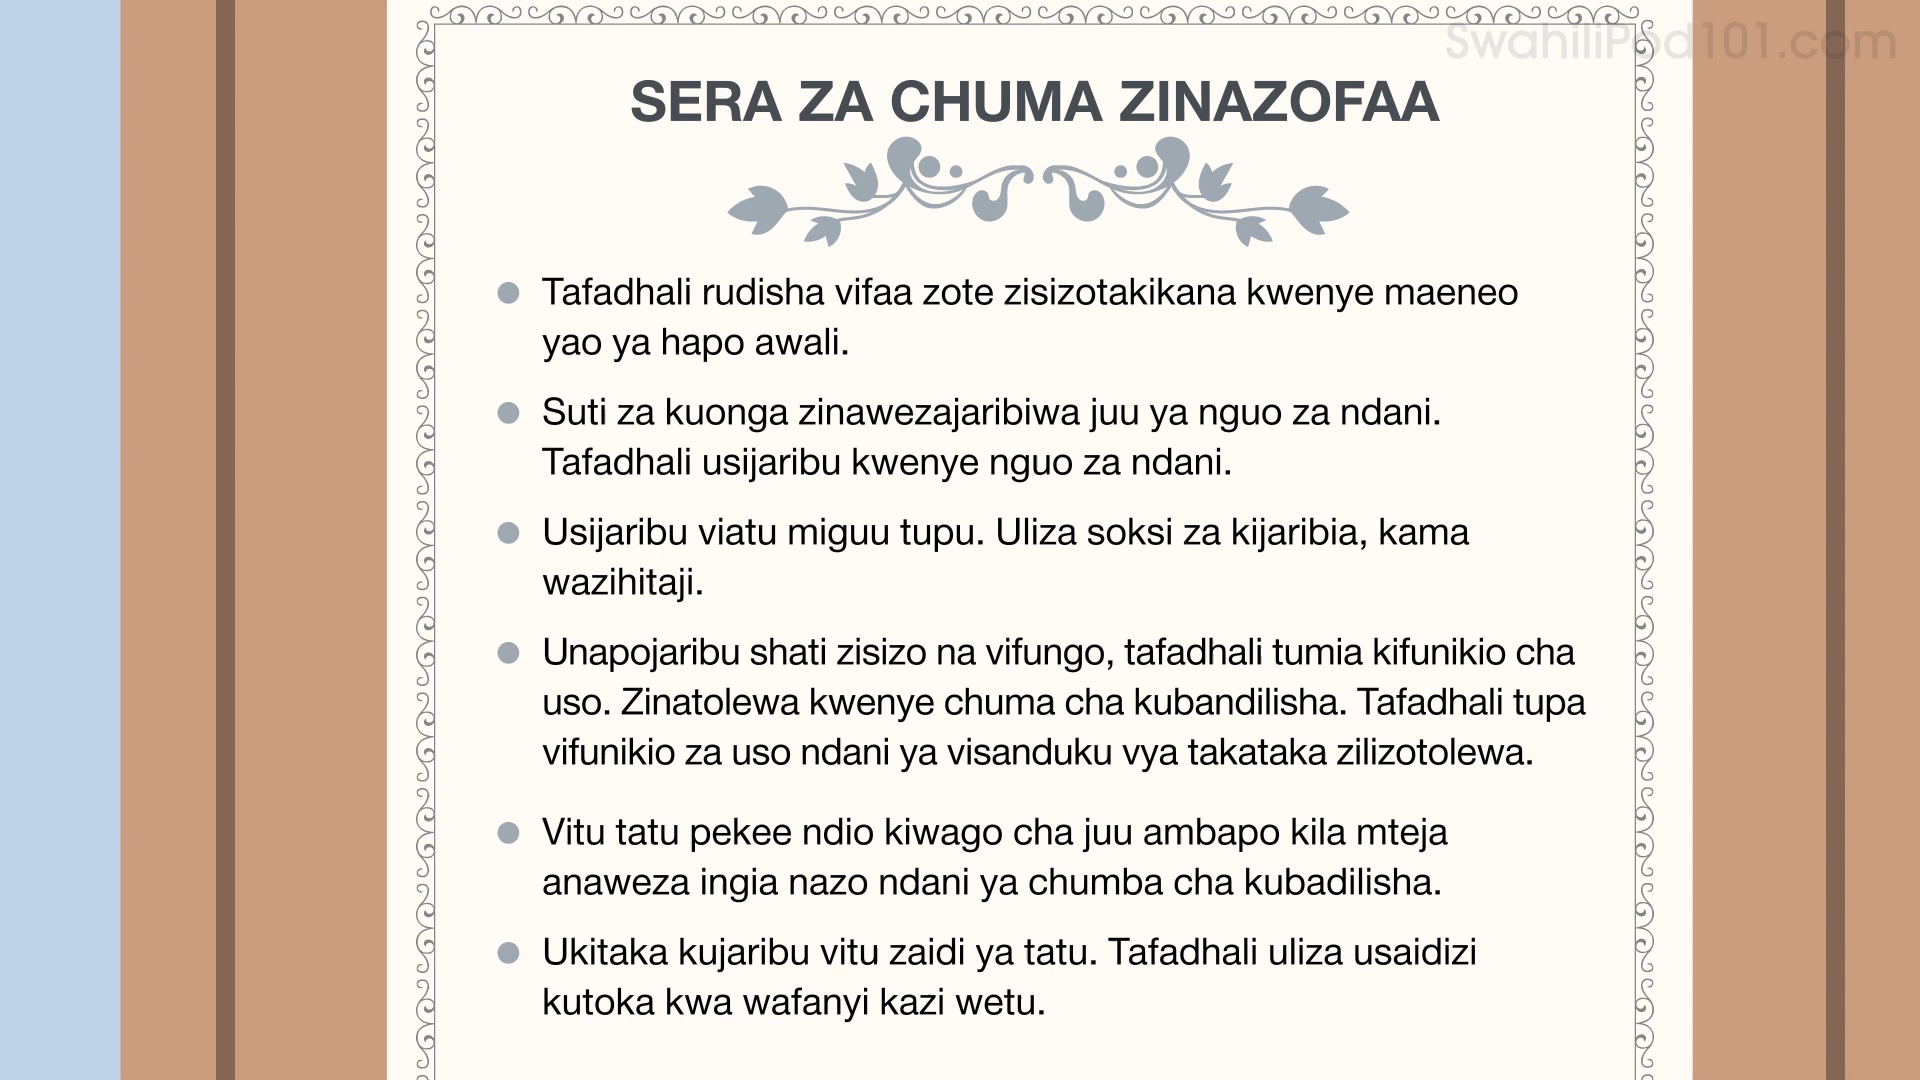 SwahiliPod101.com
SERA ZA CHUMA ZINAZOFAA
Tafadhali rudisha vifaa zote zisizotakikana kwenye maeneo
yao ya hapo awali.
Suti za kuonga zinawezajaribiwa juu ya nguo za ndani.
Tafadhali usijaribu kwenye nguo za ndani.
Usijaribu viatu miguu tupu. Uliza soksi za kijaribia, kama
wazihitaji.
Unapojaribu shati zisizo na vifungo, tafadhali tumia kifunikio cha
uso. Zinatolewa kwenye chuma cha kubandilisha. Tafadhali tupa
vifunikio za uso ndani ya visanduku vya takataka zilizotolewa.
Vitu tatu pekee ndio kiwago cha juu ambapo kila mteja
anaweza ingia nazo ndani ya chumba cha kubadilisha.
Ukitaka kujaribu vitu zaidi ya tatu. Tafadhali uliza usaidizi
kutoka kwa wafanyi kazi wetu.